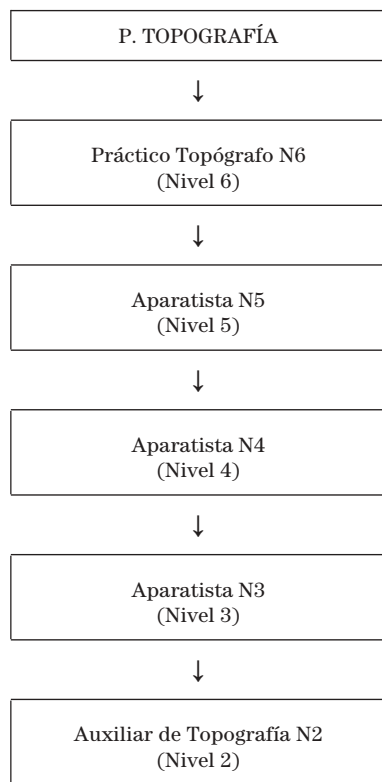 P. TOPOGRAFÍA
Práctico Topógrafo N6
(Nivel 6)
Aparatista N5
(Nivel 5)
Aparatista N4
(Nivel 4)
Aparatista N3
(Nivel 3)
Auxiliar de Topografía N2
(Nivel 2)